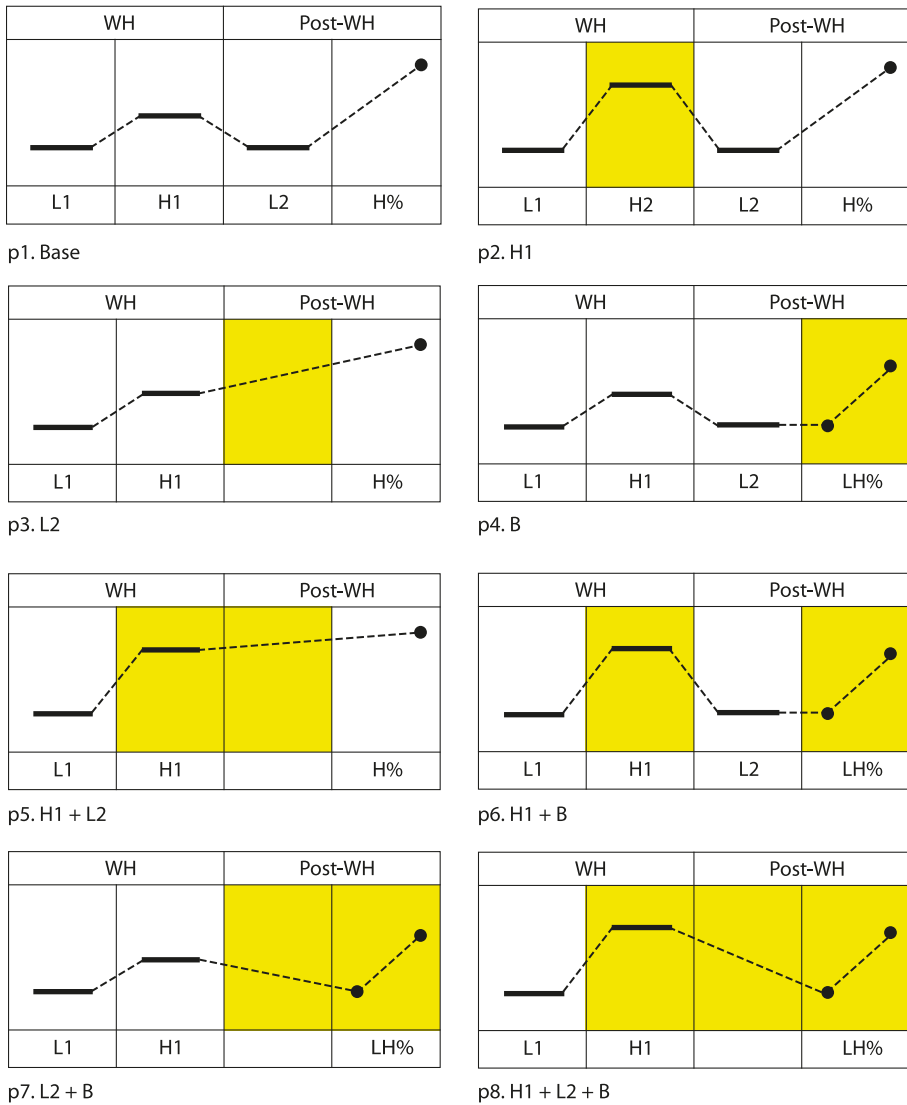 WH Post-WH
L1 H1 L2 H%
p1. Base
WH Post-WH
L1 H2 L2 H%
p2. H1
WH Post-WH
L1 H1 H%
p3. L2
WH Post-WH
L1 H1 L2 LH%
p4. B
WH Post-WH
L1 H1 H%
p5. H1 + L2
WH Post-WH
L1 H1 L2 LH%
p6. H1 + B
WH Post-WH
L1 H1 LH%
p7. L2 + B
WH Post-WH
L1 H1 LH%
p8. H1 + L2 + B